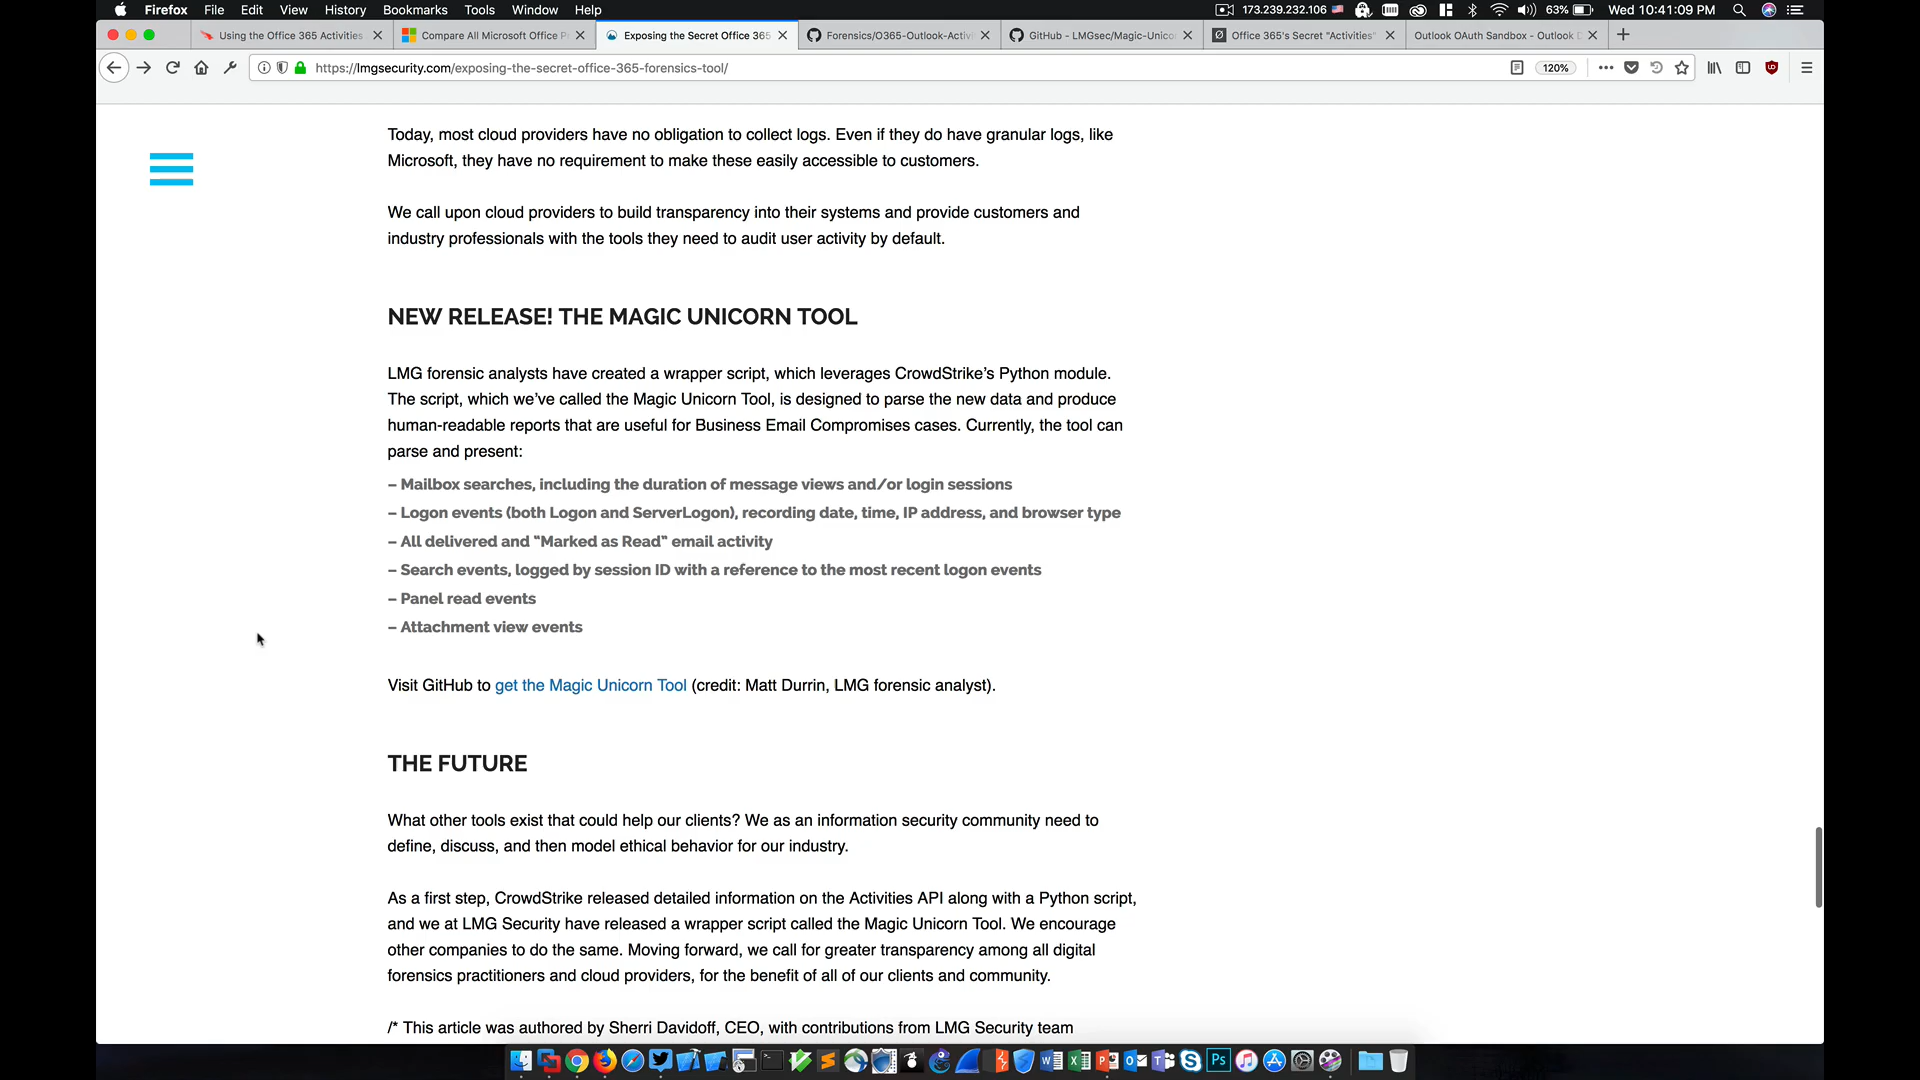 Firefox File Edit View History Bookmarks Tools Window Help 173.239.232.106 63% Wed 10:41:09 PM
Using the Office 365 Activities
Compare All Microsoft Office P
Exposing the Secret Office 365
Forensics/O365-Outlook-Activi
GitHub - LMGsec/Magic-Unico
Office 365's Secret "Activities"
Outlook OAuth Sandbox - Outlook D
https://lmgsecurity.com/exposing-the-secret-office-365-forensics-tool/ 120%
Today, most cloud providers have no obligation to collect logs. Even if they do have granular logs, like
Microsoft, they have no requirement to make these easily accessible to customers.
We call upon cloud providers to build transparency into their systems and provide customers and
industry professionals with the tools they need to audit user activity by default.
NEW RELEASE! THE MAGIC UNICORN TOOL
LMG forensic analysts have created a wrapper script, which leverages CrowdStrike’s Python module.
The script, which we’ve called the Magic Unicorn Tool, is designed to parse the new data and produce
human-readable reports that are useful for Business Email Compromises cases. Currently, the tool can
parse and present:
– Mailbox searches, including the duration of message views and/or login sessions
– Logon events (both Logon and ServerLogon), recording date, time, IP address, and browser type
– All delivered and “Marked as Read” email activity
– Search events, logged by session ID with a reference to the most recent logon events
– Panel read events
– Attachment view events
Visit GitHub to get the Magic Unicorn Tool (credit: Matt Durrin, LMG forensic analyst).
THE FUTURE
What other tools exist that could help our clients? We as an information security community need to
define, discuss, and then model ethical behavior for our industry.
As a first step, CrowdStrike released detailed information on the Activities API along with a Python script,
and we at LMG Security have released a wrapper script called the Magic Unicorn Tool. We encourage
other companies to do the same. Moving forward, we call for greater transparency among all digital
forensics practitioners and cloud providers, for the benefit of all of our clients and community.
/* This article was authored by Sherri Davidoff, CEO, with contributions from LMG Security team